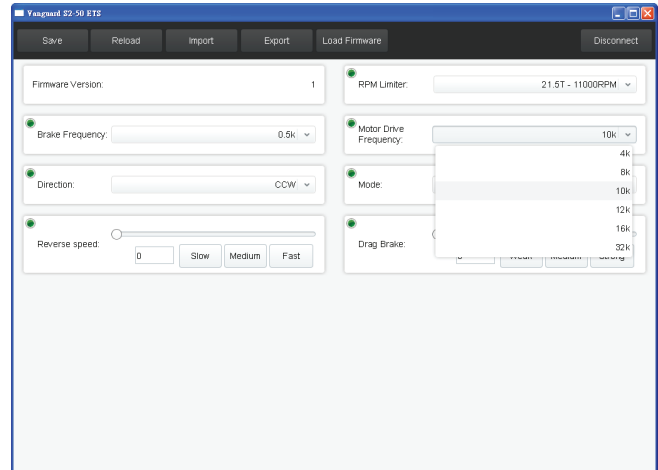 Vanguard S2-50 ETS
Save Reload Import Export Load Firmware Disconnect
Firmware Version: 1
RPM Limiter: 21.5T - 11000RPM
Brake Frequency: 0.5k
Motor Drive
Frequency: 10k
4k
8k
10k
12k
16k
32k
Direction: CCW
Mode:
Reverse speed:
0 Slow Medium Fast
Drag Brake: